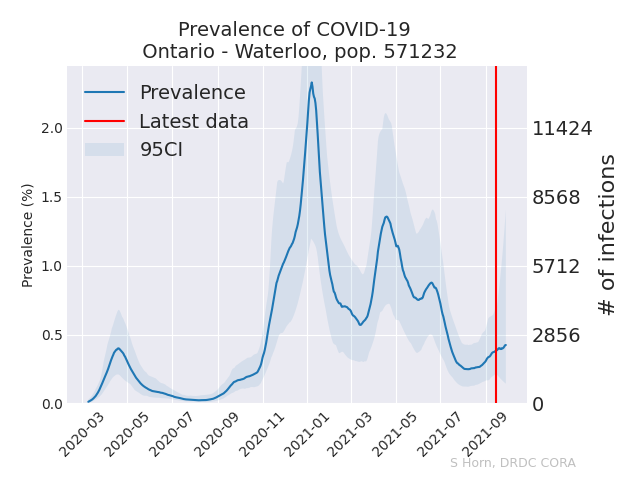 Prevalence of COVID-19
Ontario - Waterloo, pop. 571232
Prevalence
Latest data
95CI
Prevalence (%)
2.0
1.5
1.0
0.5
0.0
11424
8568
5712
2856
0
# of infections
2020-03
2020-05
2020-07
2020-09
2020-11
2021-01
2021-03
2021-05
2021-07
2021-09
S Horn, DRDC CORA